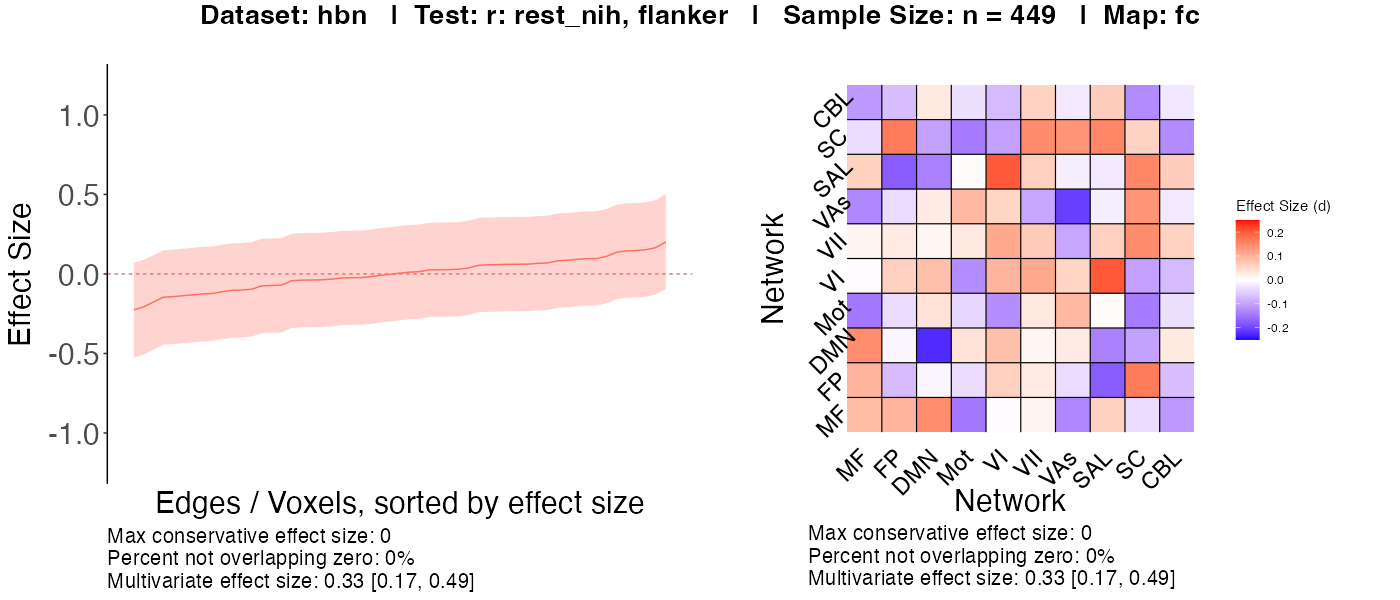 Dataset: hbn | Test: r: rest_nih, flanker | Sample Size: n = 449 | Map: fc
Effect Size
1.0
0.5
0.0
-0.5
-1.0
Edges / Voxels, sorted by effect size
Max conservative effect size: 0
Percent not overlapping zero: 0%
Multivariate effect size: 0.33 [0.17, 0.49]
Network
CBL
SC
SAL
VAs
VII
VI
Mot
DMN
FP
MF
MF
FP
DMN
Mot
VI
VII
VAs
SAL
SC
CBL
Network
Max conservative effect size: 0
Percent not overlapping zero: 0%
Multivariate effect size: 0.33 [0.17, 0.49]
Effect Size (d)
0.2
0.1
0.0
-0.1
-0.2